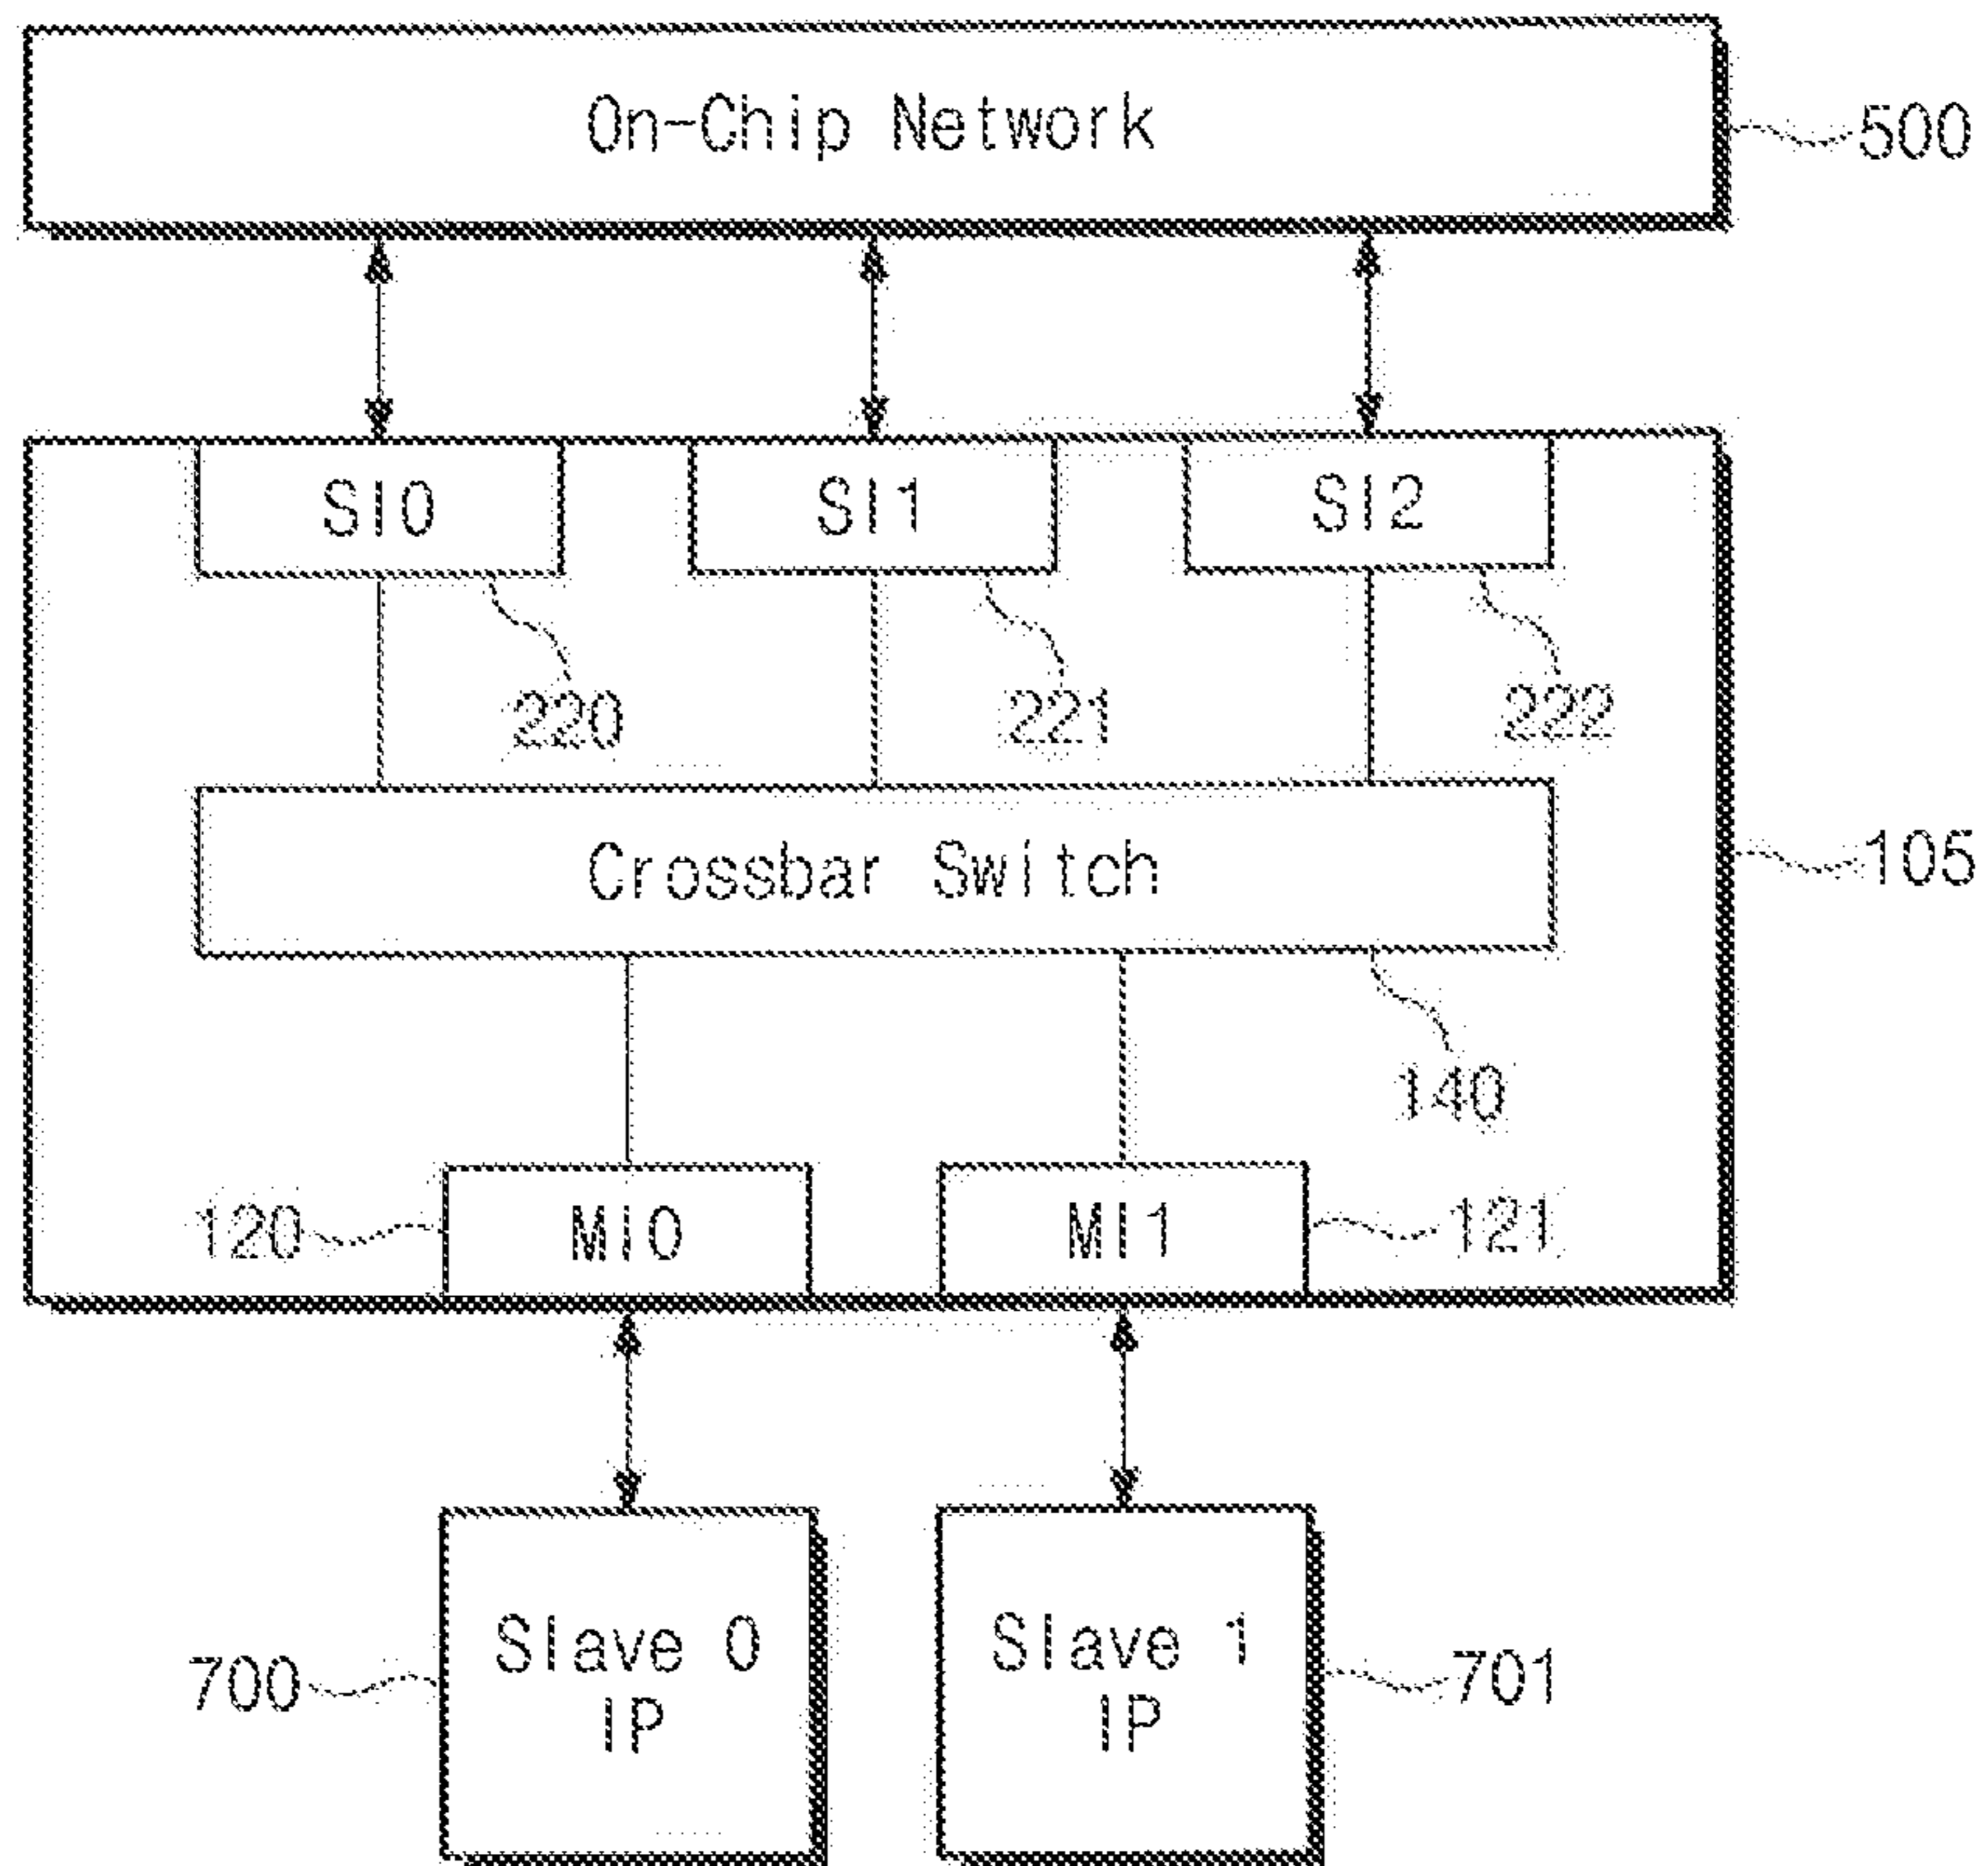 On-Chip Network
500
SI0
SI1
SI2
220
221
222
Crossbar Switch
105
140
120
MI0
MI1
121
Slave 0
IP
Slave 1
IP
700
701